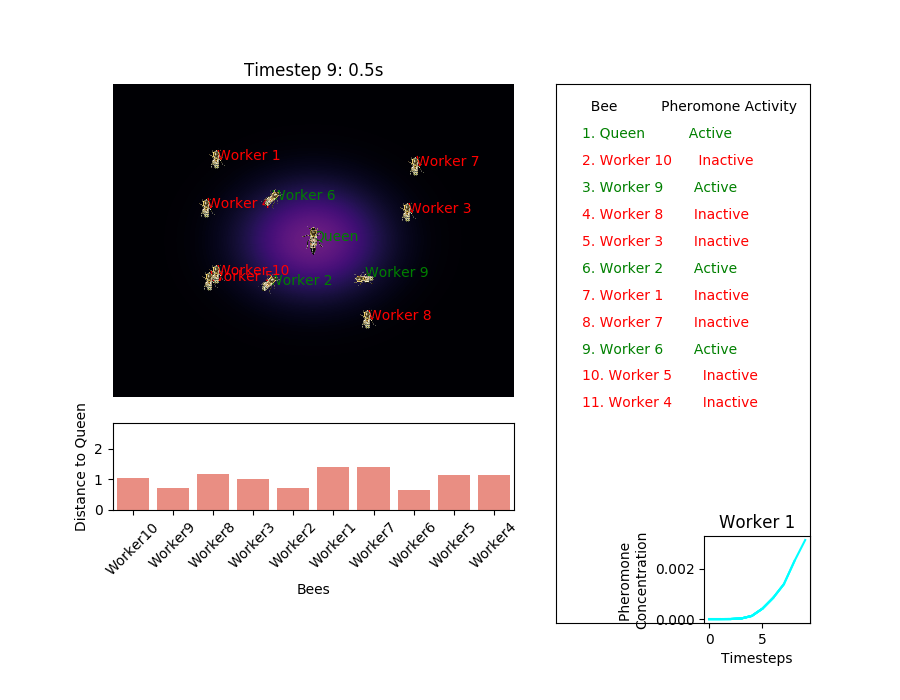 Timestep 9: 0.5s
Worker 1
Worker 7
Worker 6
Worker
Worker 3
Queen
Worker 10
Worker 9
Worker 2
Worker 8
Distance to Queen
2
1
0
Worker10
Worker9
Worker8
Worker3
Worker2
Worker1
Worker7
Worker6
Worker5
Worker4
Bees
Bee Pheromone Activity
1. Queen Active
2. Worker 10 Inactive
3. Worker 9 Active
4. Worker 8 Inactive
5. Worker 3 Inactive
6. Worker 2 Active
7. Worker 1 Inactive
8. Worker 7 Inactive
9. Worker 6 Active
10. Worker 5 Inactive
11. Worker 4 Inactive
Worker 1
Pheromone
Concentration
0.002
0.000
0
5
Timesteps